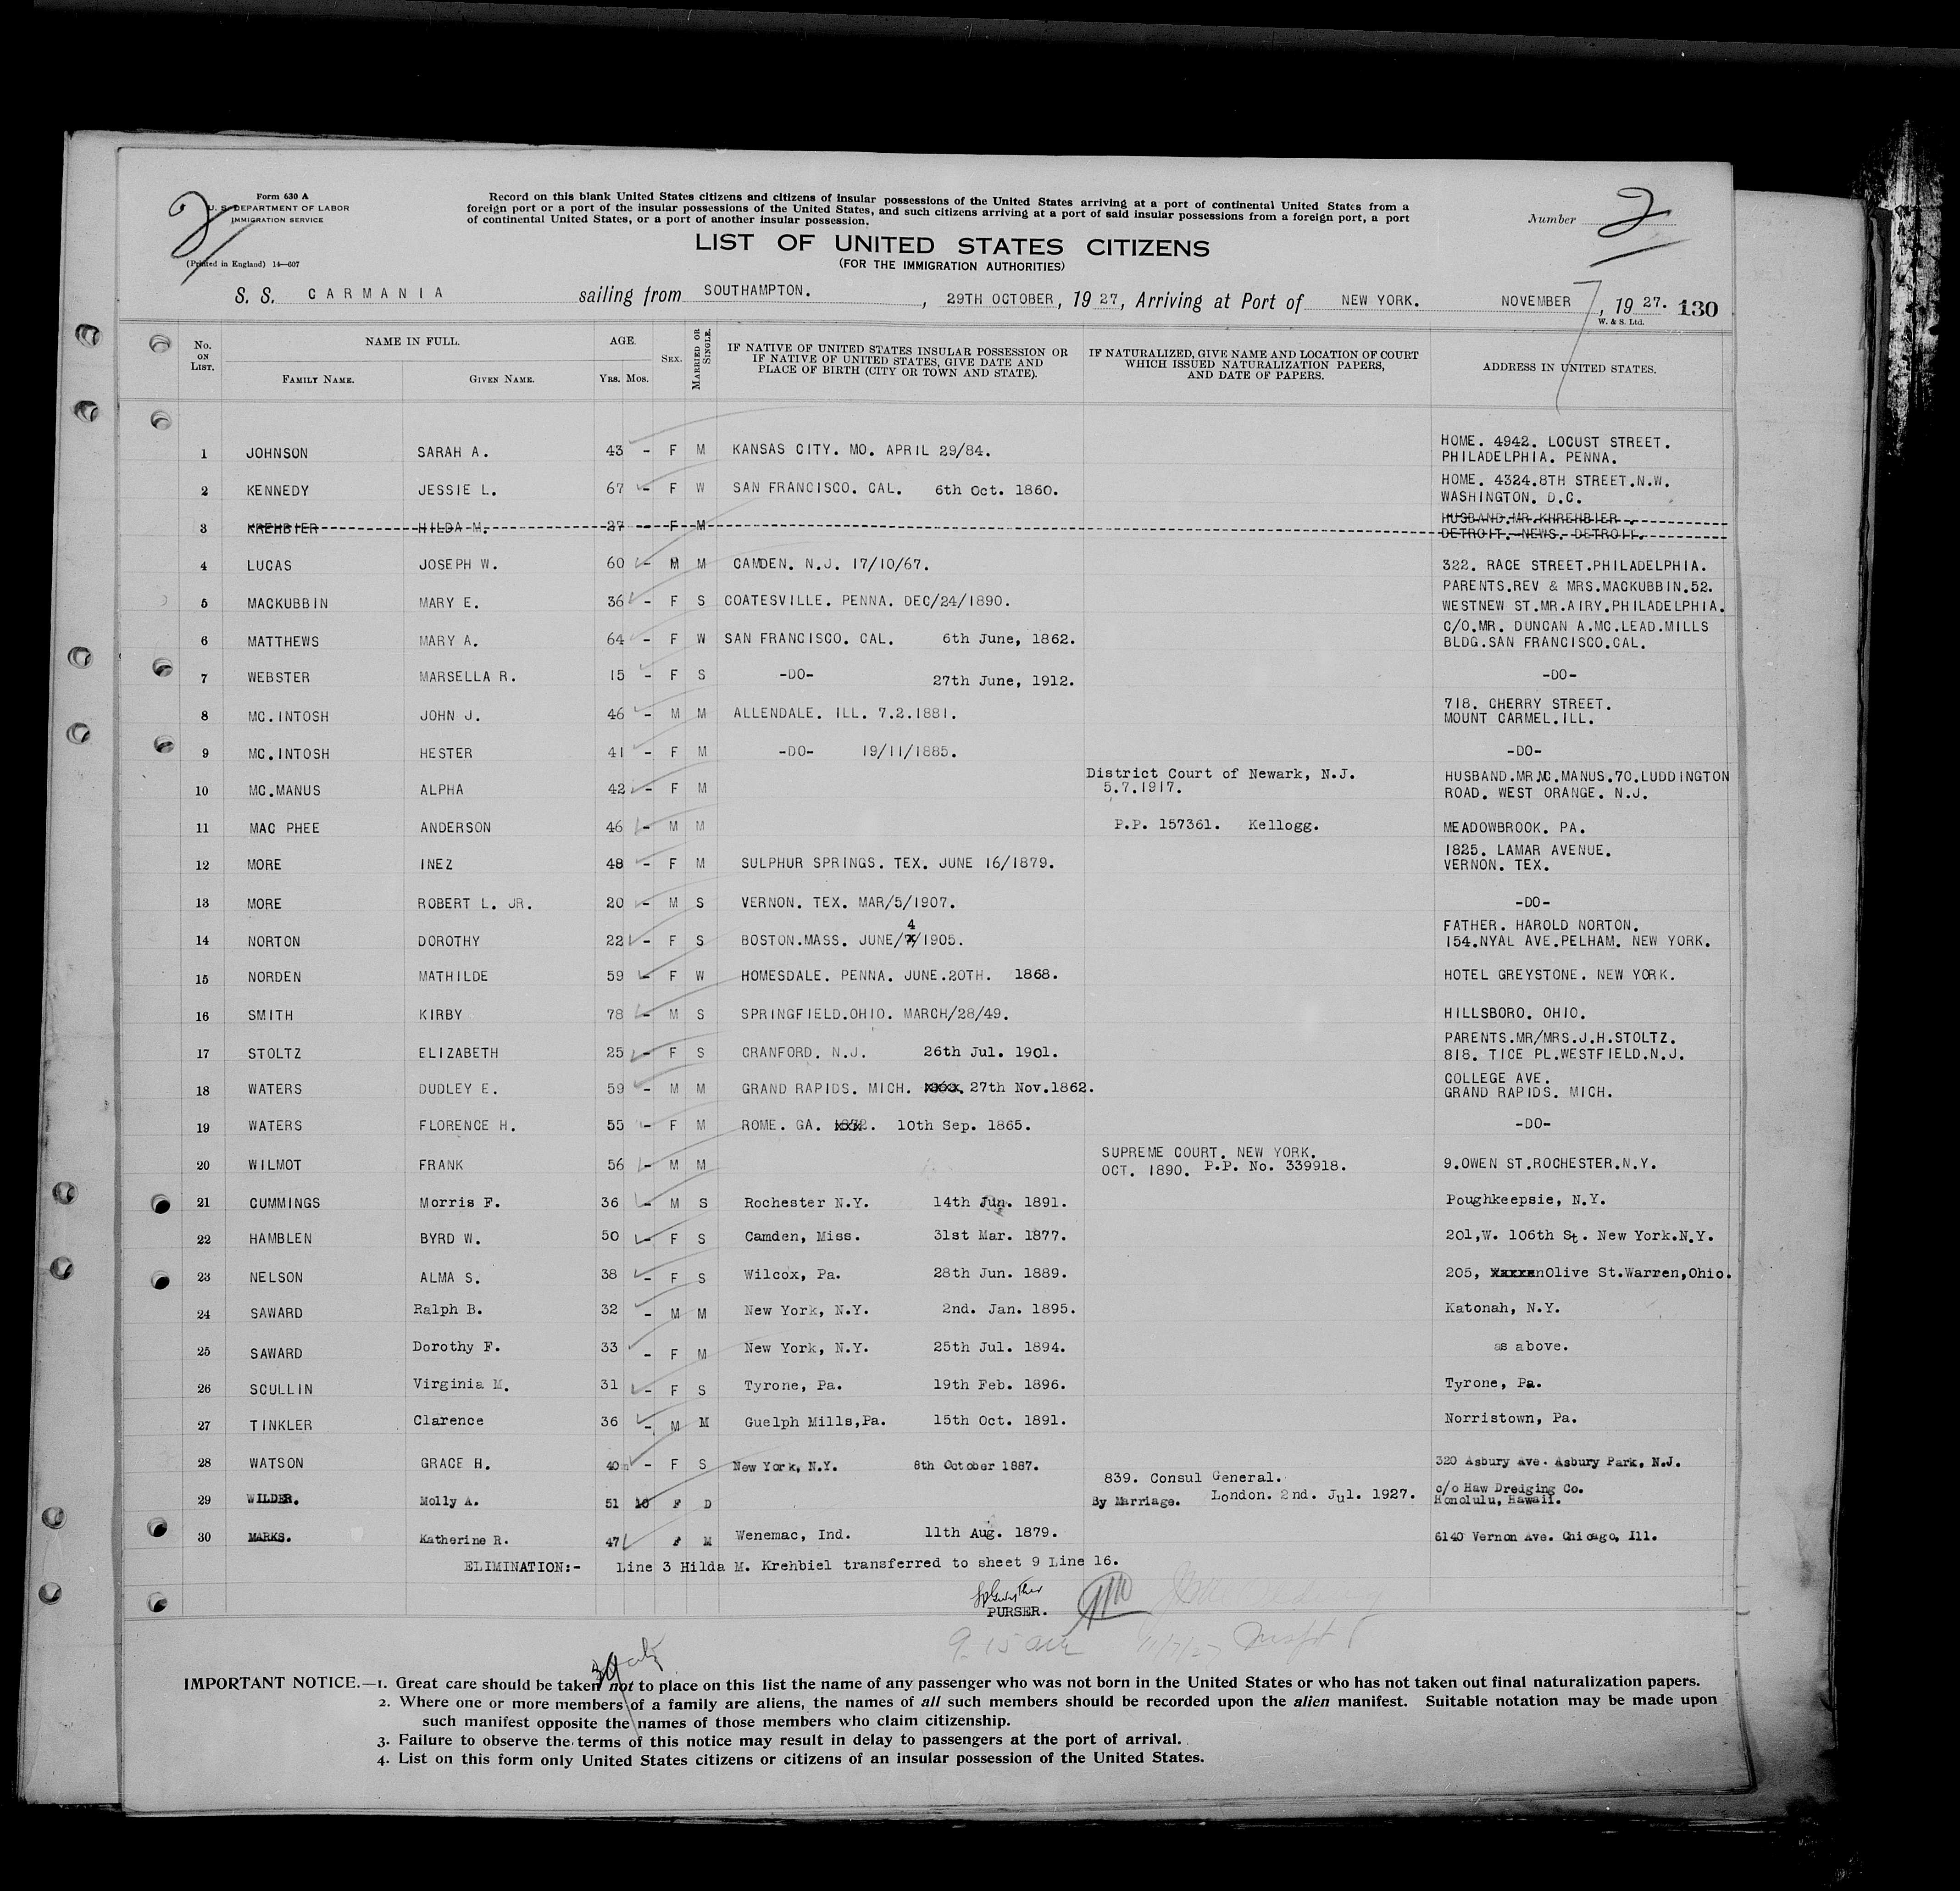 Form 630 A
U. S. DEPARTMENT OF LABOR
IMMIGRATION SERVICE
2
(Printed in England) 14—607
Record on this blank United States citizens and citizens of insular possessions of the United States arriving at a port of continental United States from a
foreign port or a port of the insular possessions of the United States, and such citizens arriving at a port of said insular possessions from a foreign port, a port
of continental United States, or a port of another insular possession.
Number 2
LIST OF UNITED STATES CITIZENS
(FOR THE IMMIGRATION AUTHORITIES)
S. S. CARMANIA sailing from SOUTHAMPTON. , 29TH OCTOBER , 19 27, Arriving at Port of NEW YORK. NOVEMBER 7 , 19 27. 130
W. & S. Ltd.
No. ON LIST. NAME IN FULL. AGE. SEX. MARRIED OR SINGLE. IF NATIVE OF UNITED STATES INSULAR POSSESSION OR
IF NATIVE OF UNITED STATES, GIVE DATE AND
PLACE OF BIRTH (CITY OR TOWN AND STATE). IF NATURALIZED, GIVE NAME AND LOCATION OF COURT
WHICH ISSUED NATURALIZATION PAPERS,
AND DATE OF PAPERS. ADDRESS IN UNITED STATES.
FAMILY NAME. GIVEN NAME. YRS. MOS.
1 JOHNSON SARAH A. 43 - F M KANSAS CITY. MO. APRIL 29/84. HOME. 4942. LOCUST STREET.
PHILADELPHIA. PENNA.
2 KENNEDY JESSIE L. 67 - F W SAN FRANCISCO. CAL. 6th Oct. 1860. HOME. 4324.8TH STREET.N.W.
WASHINGTON. D.C.
3 KREHBIER HILDA M. 27 - F M HUSBAND.MR.KHREHBIER.
DETROIT. NEWS. DETROIT.
4 LUCAS JOSEPH W. 60 - M M CAMDEN. N.J. 17/10/67. 322. RACE STREET.PHILADELPHIA.
5 MACKUBBIN MARY E. 36 - F S COATESVILLE. PENNA. DEC/24/1890. PARENTS.REV & MRS.MACKUBBIN.52.
WESTNEW ST.MR.AIRY.PHILADELPHIA.
6 MATTHEWS MARY A. 64 - F W SAN FRANCISCO. CAL. 6th June, 1862. C/O.MR. DUNCAN A.MC.LEAD.MILLS
BLDG.SAN FRANCISCO.CAL.
7 WEBSTER MARSELLA R. 15 - F S -DO- 27th June, 1912. -DO-
8 MC.INTOSH JOHN J. 46 - M M ALLENDALE. ILL. 7.2.1881. 718. CHERRY STREET.
MOUNT CARMEL.ILL.
9 MC.INTOSH HESTER 41 - F M -DO- 19/11/1885. -DO-
10 MC.MANUS ALPHA 42 - F M District Court of Newark, N.J.
5.7.1917. HUSBAND.MR.MC.MANUS.70.LUDDINGTON
ROAD. WEST ORANGE. N.J.
11 MAC PHEE ANDERSON 46 - M M P.P. 157361. Kellogg. MEADOWBROOK. PA.
12 MORE INEZ 48 - F M SULPHUR SPRINGS. TEX. JUNE 16/1879. 1825. LAMAR AVENUE.
VERNON. TEX.
13 MORE ROBERT L. JR. 20 - M S VERNON. TEX. MAR/5/1907. -DO-
14 NORTON DOROTHY 22 - F S BOSTON.MASS. JUNE/4/1905. FATHER. HAROLD NORTON.
154.NYAL AVE.PELHAM. NEW YORK.
15 NORDEN MATHILDE 59 - F W HOMESDALE. PENNA. JUNE.20TH. 1868. HOTEL GREYSTONE. NEW YORK.
16 SMITH KIRBY 78 - M S SPRINGFIELD.OHIO. MARCH/28/49. HILLSBORO. OHIO.
17 STOLTZ ELIZABETH 25 - F S CRANFORD. N.J. 26th Jul. 1901. PARENTS.MR/MRS.J.H.STOLTZ.
818. TICE PL.WESTFIELD.N.J.
18 WATERS DUDLEY E. 59 - M M GRAND RAPIDS. MICH. 27th Nov.1862. COLLEGE AVE.
GRAND RAPIDS. MICH.
19 WATERS FLORENCE H. 55 - F M ROME. GA. 10th Sep. 1865. -DO-
20 WILMOT FRANK 56 - M M SUPREME COURT. NEW YORK.
OCT. 1890. P.P. No. 339918. 9.OWEN ST.ROCHESTER.N.Y.
21 CUMMINGS Morris F. 36 - M S Rochester N.Y. 14th Jun. 1891. Poughkeepsie, N.Y.
22 HAMBLEN BYRD W. 50 - F S Camden, Miss. 31st Mar. 1877. 201,W. 106th St. New York.N.Y.
23 NELSON ALMA S. 38 - F S Wilcox, Pa. 28th Jun. 1889. 205, Olive St.Warren,Ohio.
24 SAWARD Ralph B. 32 - M M New York, N.Y. 2nd. Jan. 1895. Katonah, N.Y.
25 SAWARD Dorothy F. 33 - F M New York, N.Y. 25th Jul. 1894. as above.
26 SCULLIN Virginia M. 31 - F S Tyrone, Pa. 19th Feb. 1896. Tyrone, Pa.
27 TINKLER Clarence 36 - M M Guelph Mills,Pa. 15th Oct. 1891. Norristown, Pa.
28 WATSON GRACE H. 40 - F S New York, N.Y. 8th October 1887. 320 Asbury Ave. Asbury Park, N.J.
29 WILDER. Molly A. 51 10 F D 839. Consul General.
By Marriage. London. 2nd. Jul. 1927. c/o Haw Dredging Co.
Honolulu, Hawaii.
30 MARKS. Katherine R. 47 F M Wenemac, Ind. 11th Aug. 1879. 6140 Vernon Ave. Chicago, Ill.
ELIMINATION:- Line 3 Hilda M. Krehbiel transferred to sheet 9 Line 16.
PURSER.
9.15 am 11/7/27 Inspt
IMPORTANT NOTICE.—1. Great care should be taken not to place on this list the name of any passenger who was not born in the United States or who has not taken out final naturalization papers.
2. Where one or more members of a family are aliens, the names of all such members should be recorded upon the alien manifest. Suitable notation may be made upon
such manifest opposite the names of those members who claim citizenship.
3. Failure to observe the terms of this notice may result in delay to passengers at the port of arrival.
4. List on this form only United States citizens or citizens of an insular possession of the United States.